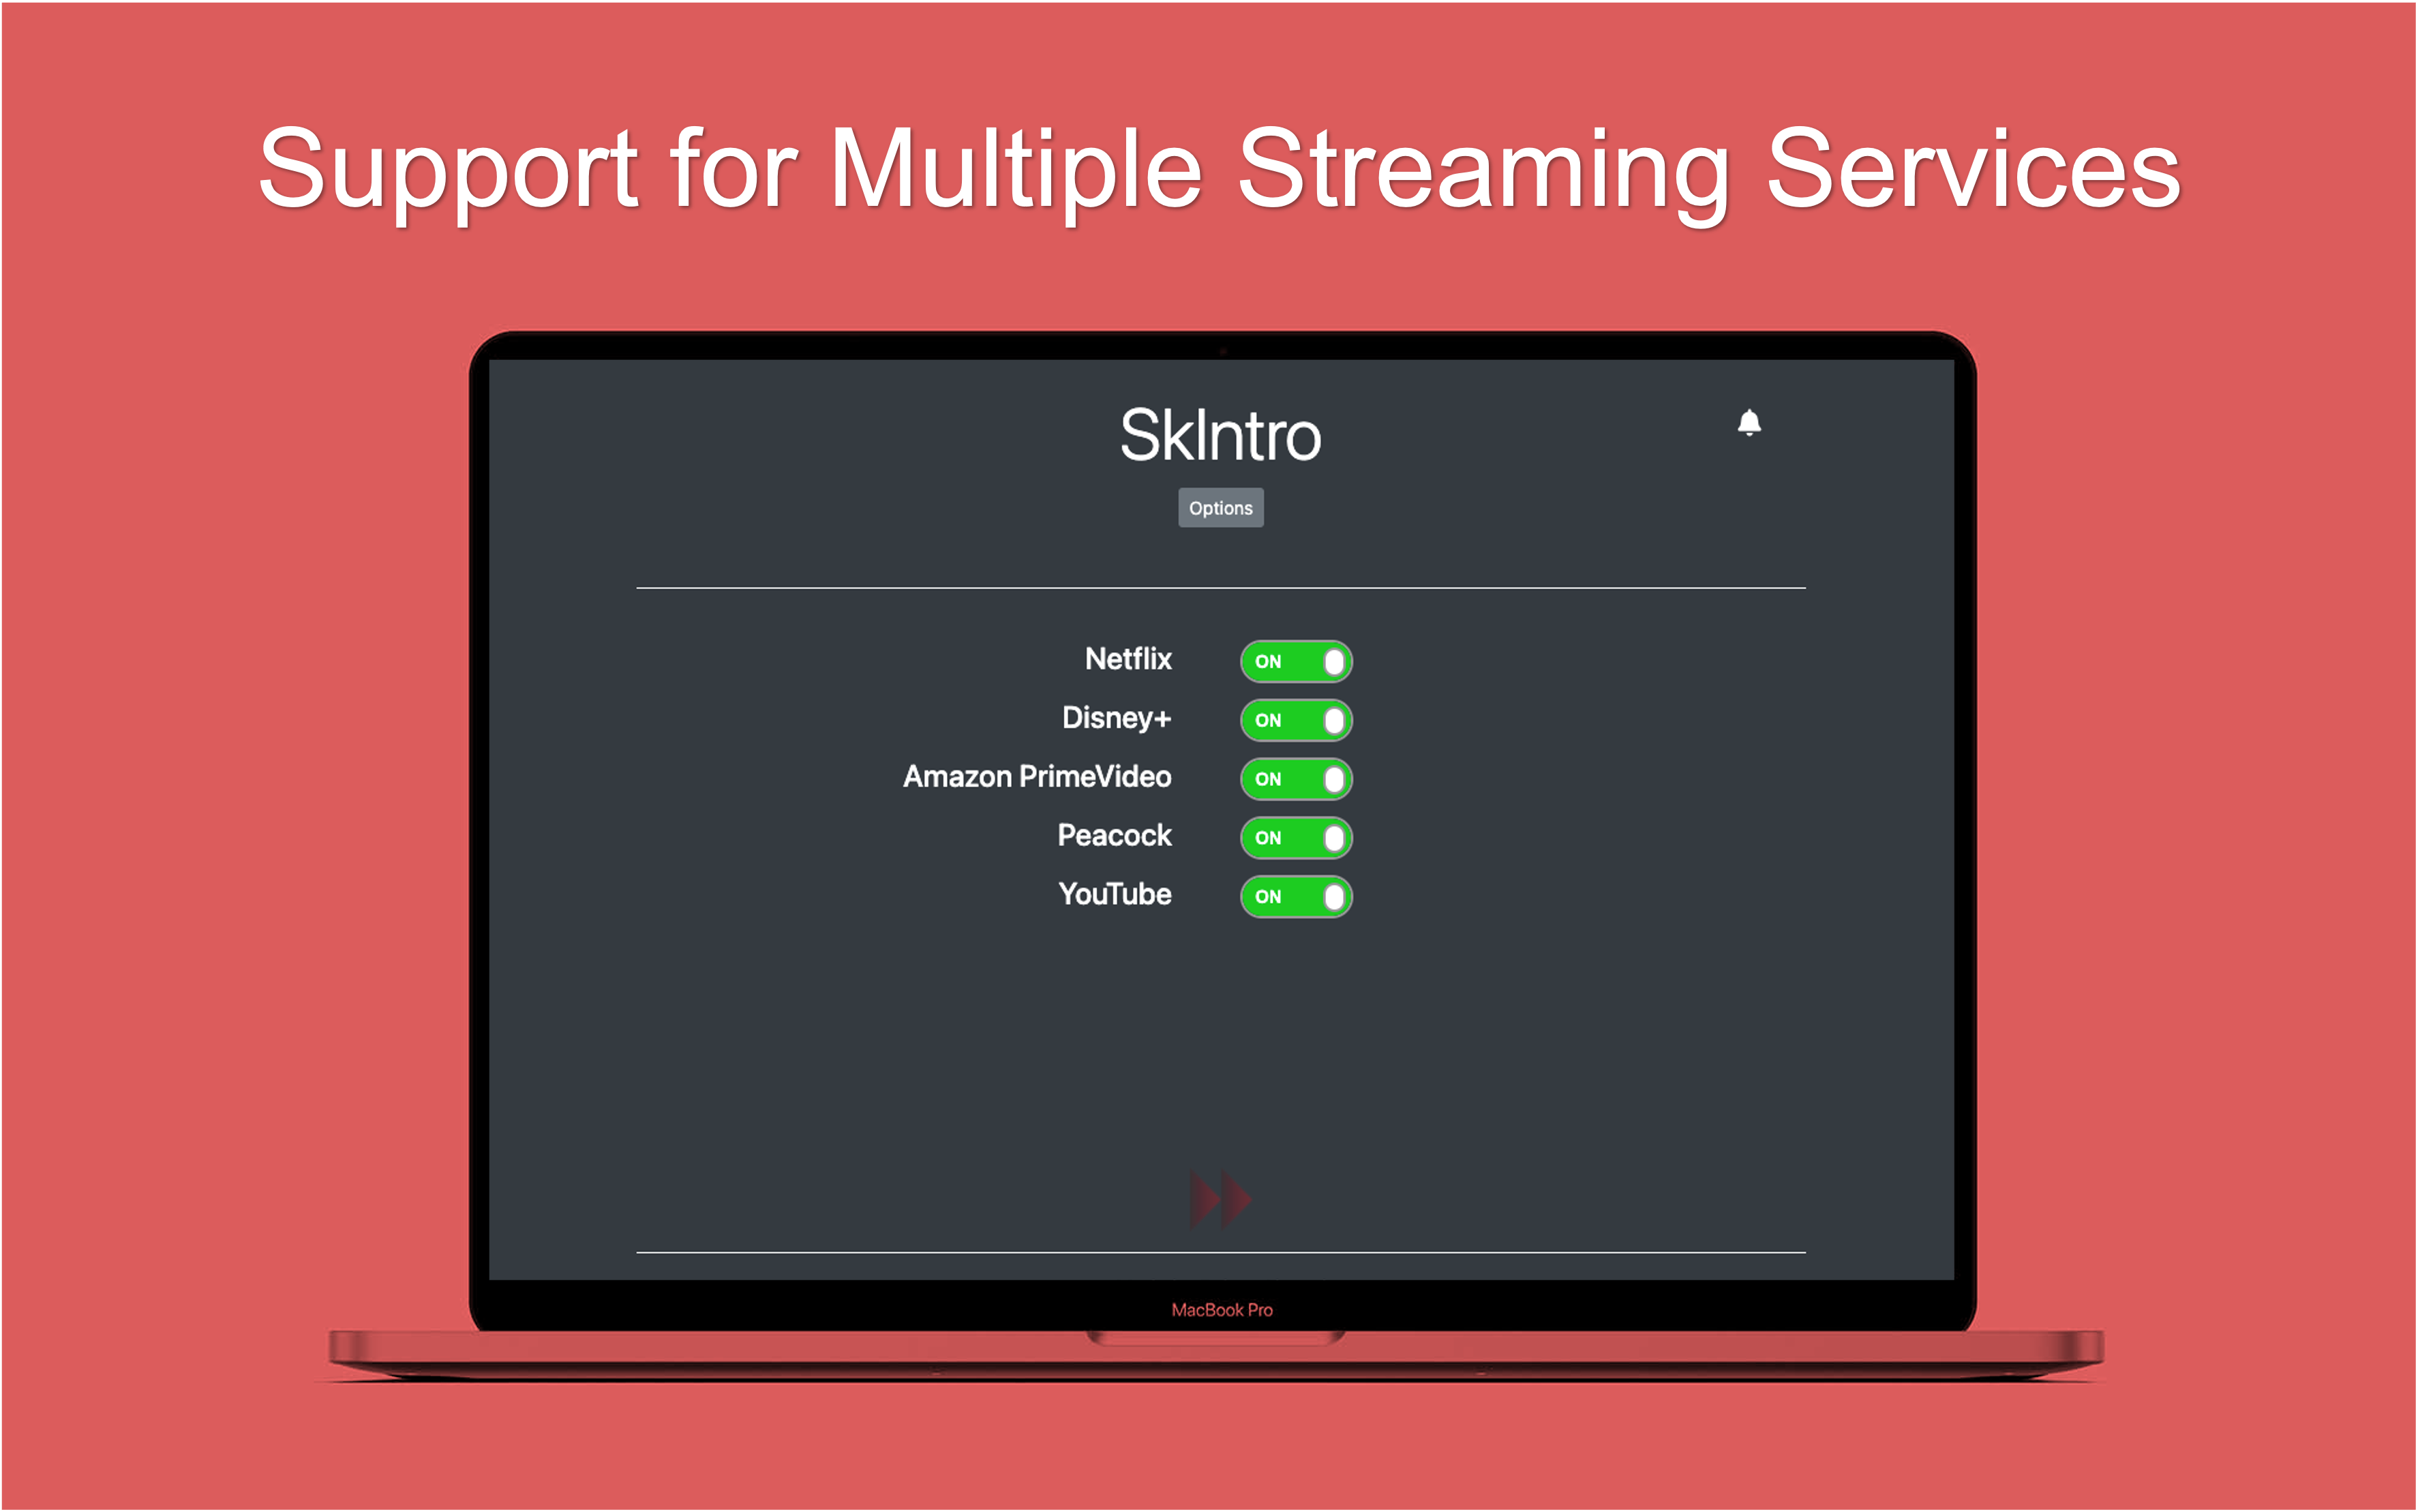 Support for Multiple Streaming Services
SkIntro
Options
Netflix ON
Disney+ ON
Amazon PrimeVideo ON
Peacock ON
YouTube ON
MacBook Pro